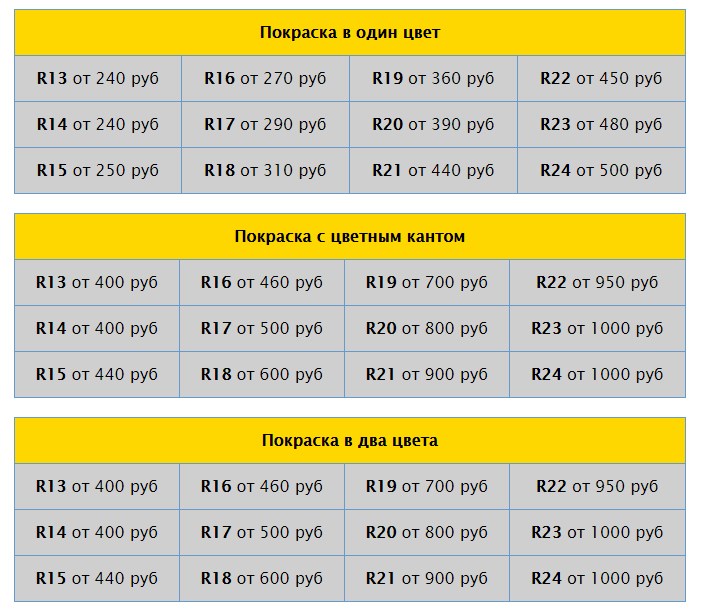 Покраска в один цвет
R13 от 240 руб R16 от 270 руб R19 от 360 руб R22 от 450 руб
R14 от 240 руб R17 от 290 руб R20 от 390 руб R23 от 480 руб
R15 от 250 руб R18 от 310 руб R21 от 440 руб R24 от 500 руб
Покраска с цветным кантом
R13 от 400 руб R16 от 460 руб R19 от 700 руб R22 от 950 руб
R14 от 400 руб R17 от 500 руб R20 от 800 руб R23 от 1000 руб
R15 от 440 руб R18 от 600 руб R21 от 900 руб R24 от 1000 руб
Покраска в два цвета
R13 от 400 руб R16 от 460 руб R19 от 700 руб R22 от 950 руб
R14 от 400 руб R17 от 500 руб R20 от 800 руб R23 от 1000 руб
R15 от 440 руб R18 от 600 руб R21 от 900 руб R24 от 1000 руб